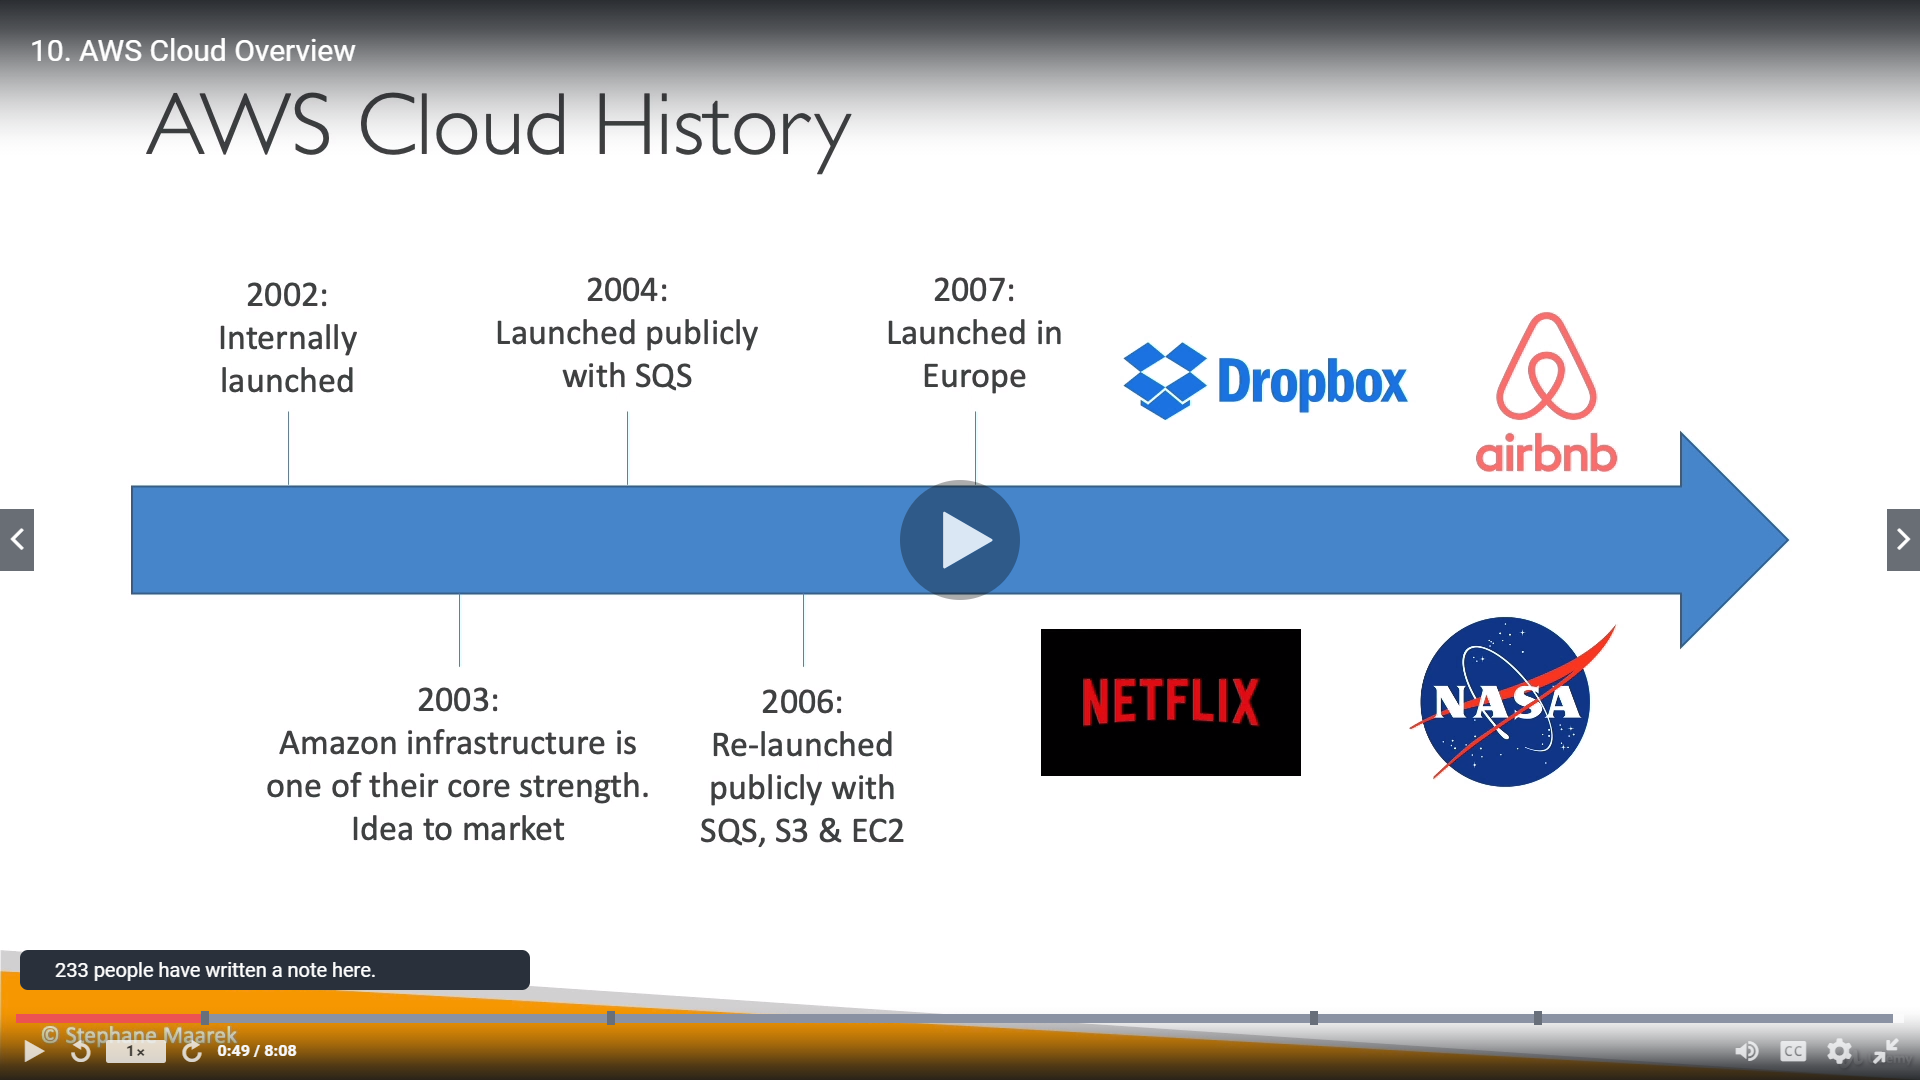 10. AWS Cloud Overview
AWS Cloud History
2002:
Internally
launched
2004:
Launched publicly
with SQS
2007:
Launched in
Europe
Dropbox
airbnb
2003:
Amazon infrastructure is
one of their core strength.
Idea to market
2006:
Re-launched
publicly with
SQS, S3 & EC2
NETFLIX
NASA
233 people have written a note here.
© Stephane Maarek
1×
0:49 / 8:08
CC